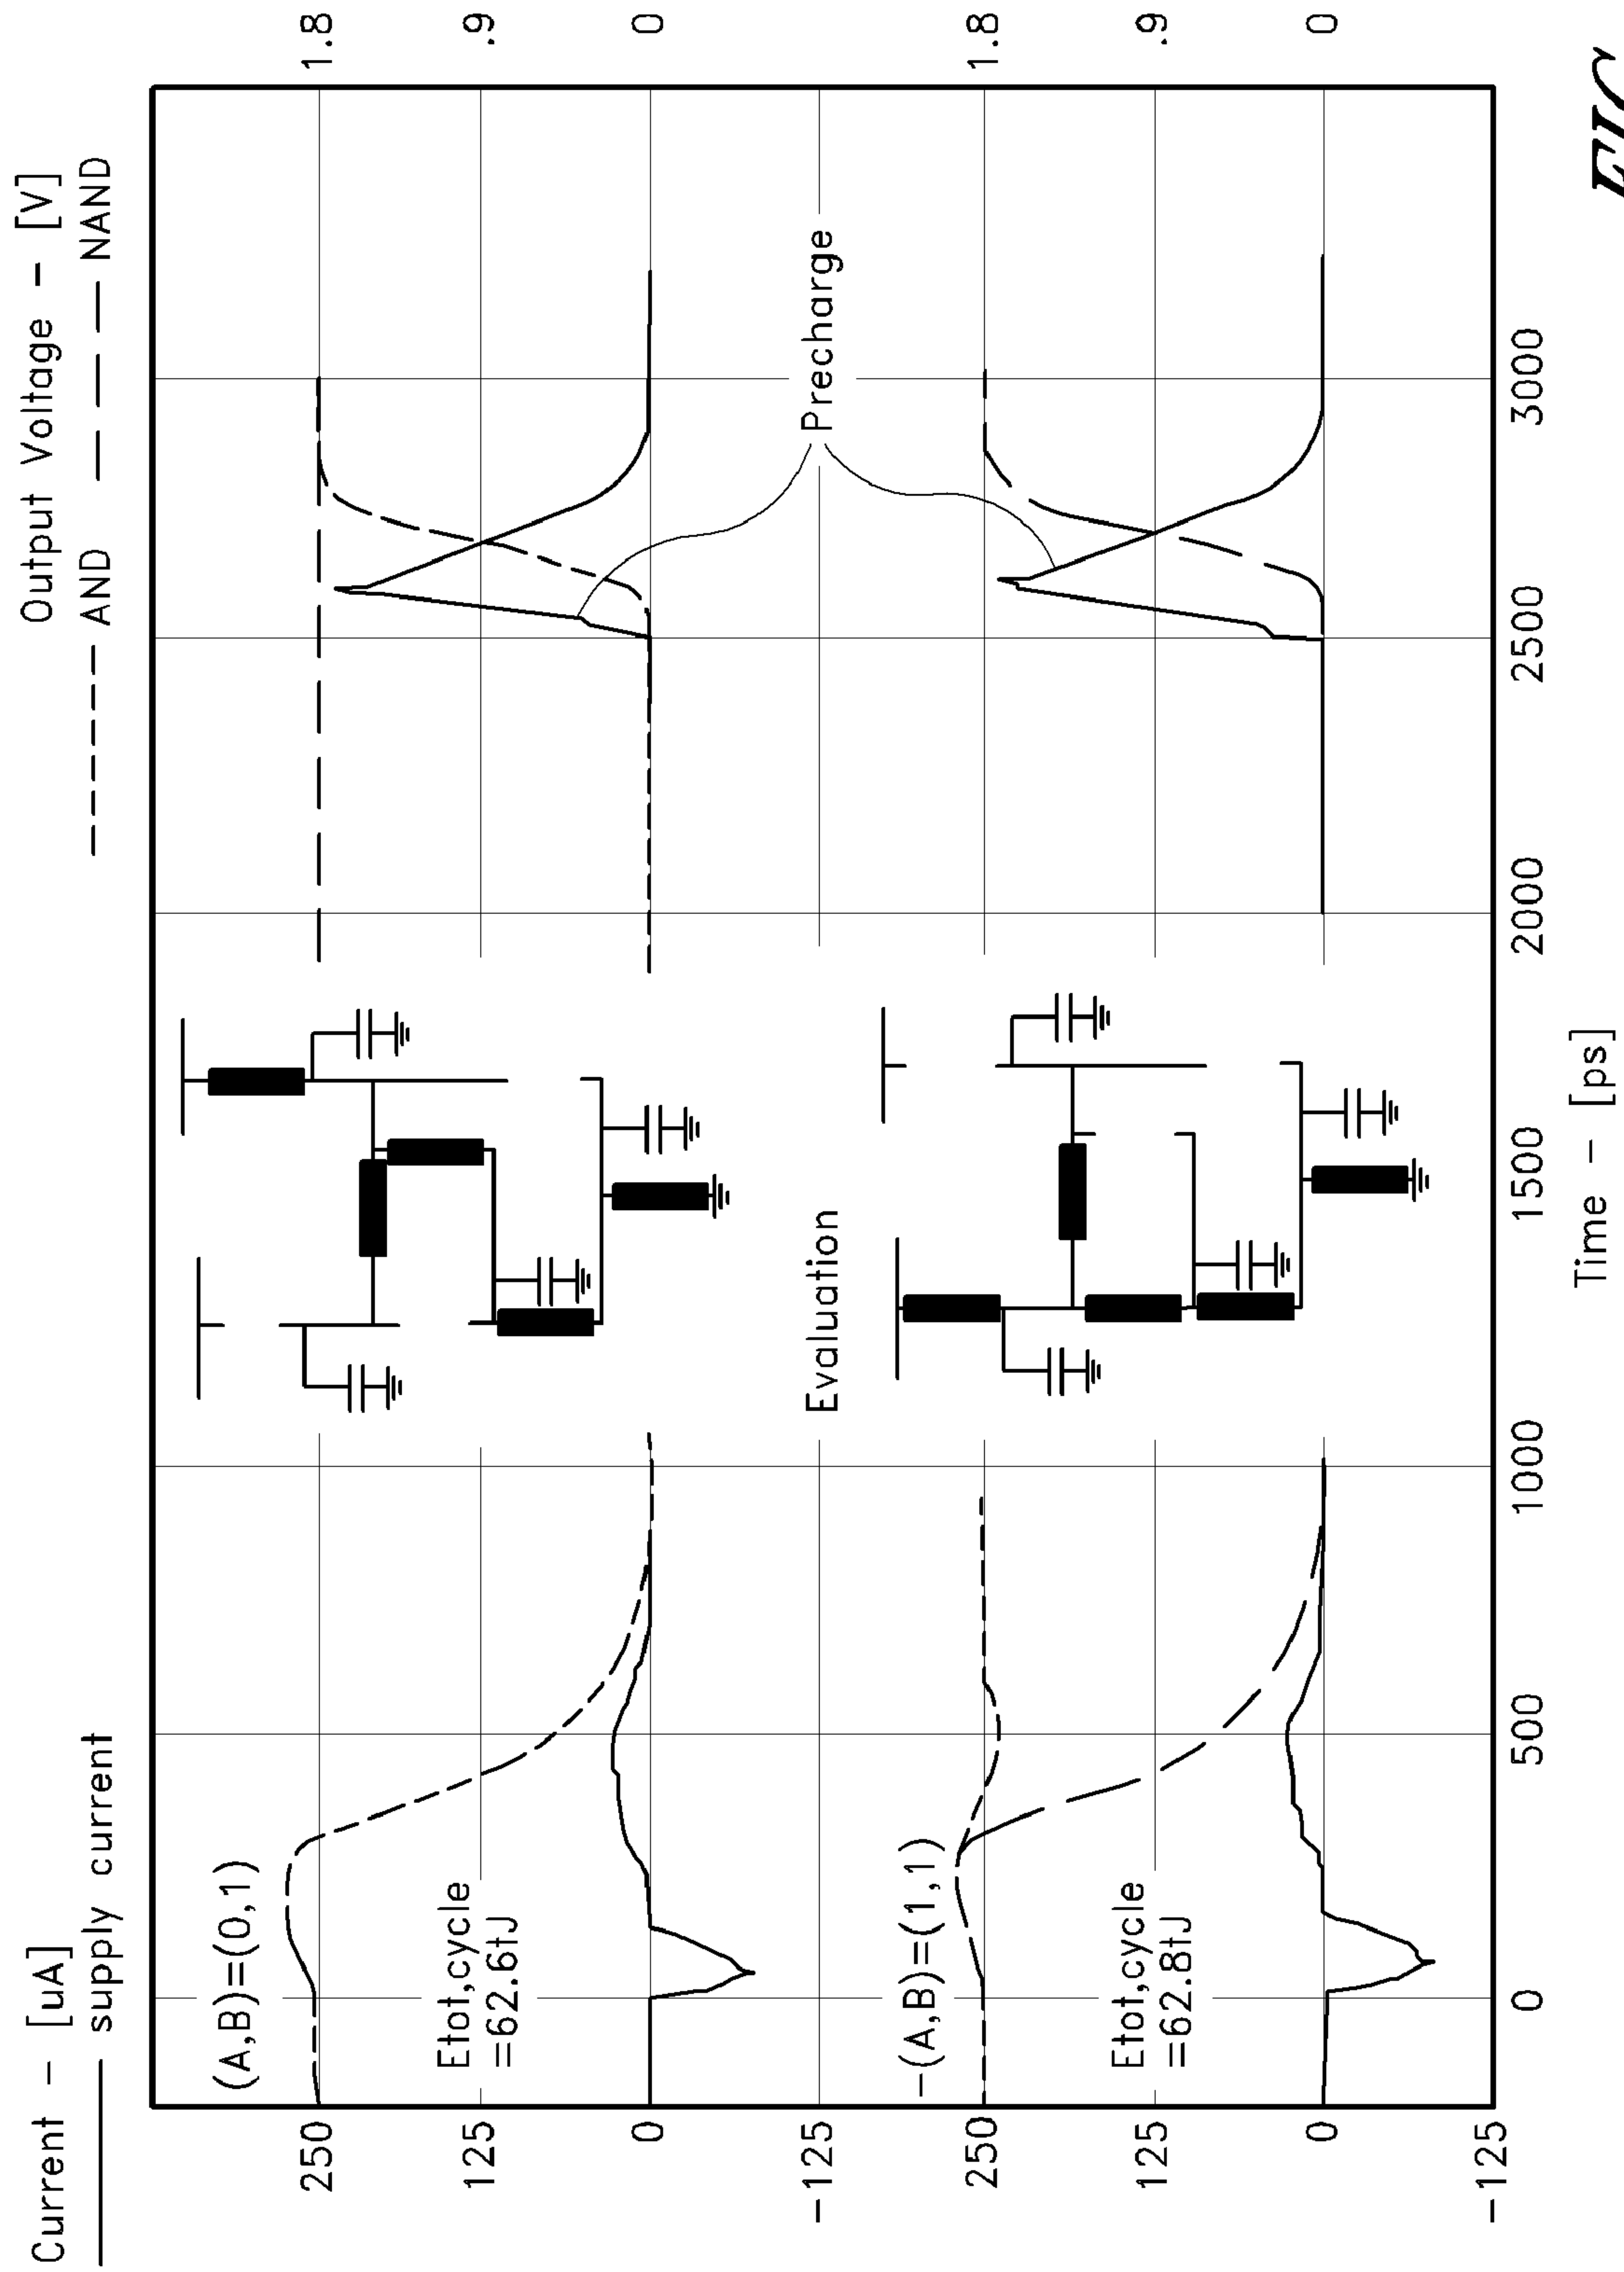 Current - [uA]
supply current
Output Voltage - [V]
AND
NAND
250
125
0
-125
250
125
0
-125
1.8
.9
0
1.8
.9
0
(A,B)=(0,1)
Etot,cycle
=62.6tJ
Precharge
Evaluation
-(A,B)=(1,1)
Etot,cycle
=62.8tJ
0
500
1000
1500
2000
2500
3000
Time - [ps]